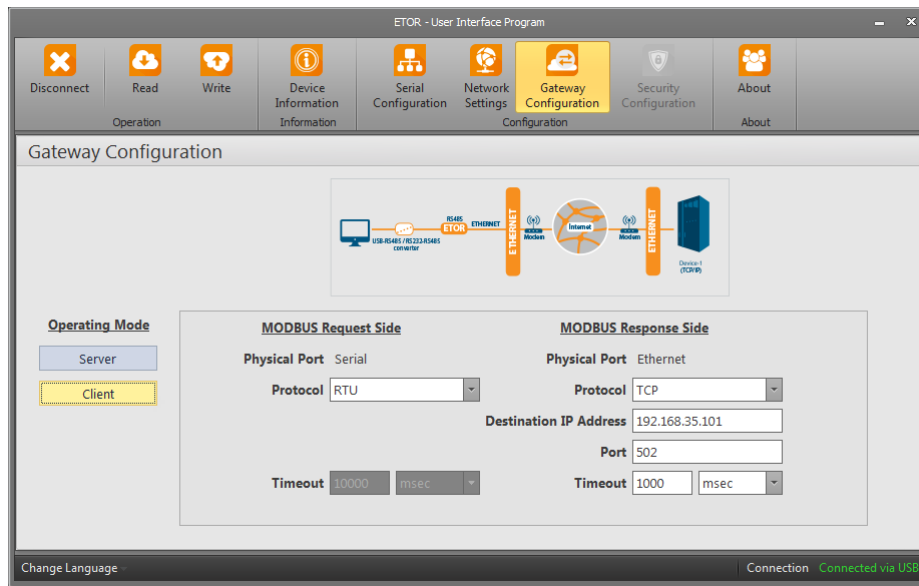 ETOR - User Interface Program
Disconnect
Read
Write
Device Information
Serial Configuration
Network Settings
Gateway Configuration
Security Configuration
About
Operation
Information
Configuration
About
Gateway Configuration
USB-RS485 / RS232-RS485
converter
RS485
ETOR
ETHERNET
ETHERNET
Modem
Internet
Modem
ETHERNET
Device-1
(TCP/IP)
Operating Mode
Server
Client
MODBUS Request Side
Physical Port Serial
Protocol RTU
Timeout 10000 msec
MODBUS Response Side
Physical Port Ethernet
Protocol TCP
Destination IP Address 192.168.35.101
Port 502
Timeout 1000 msec
Change Language
Connection Connected via USB